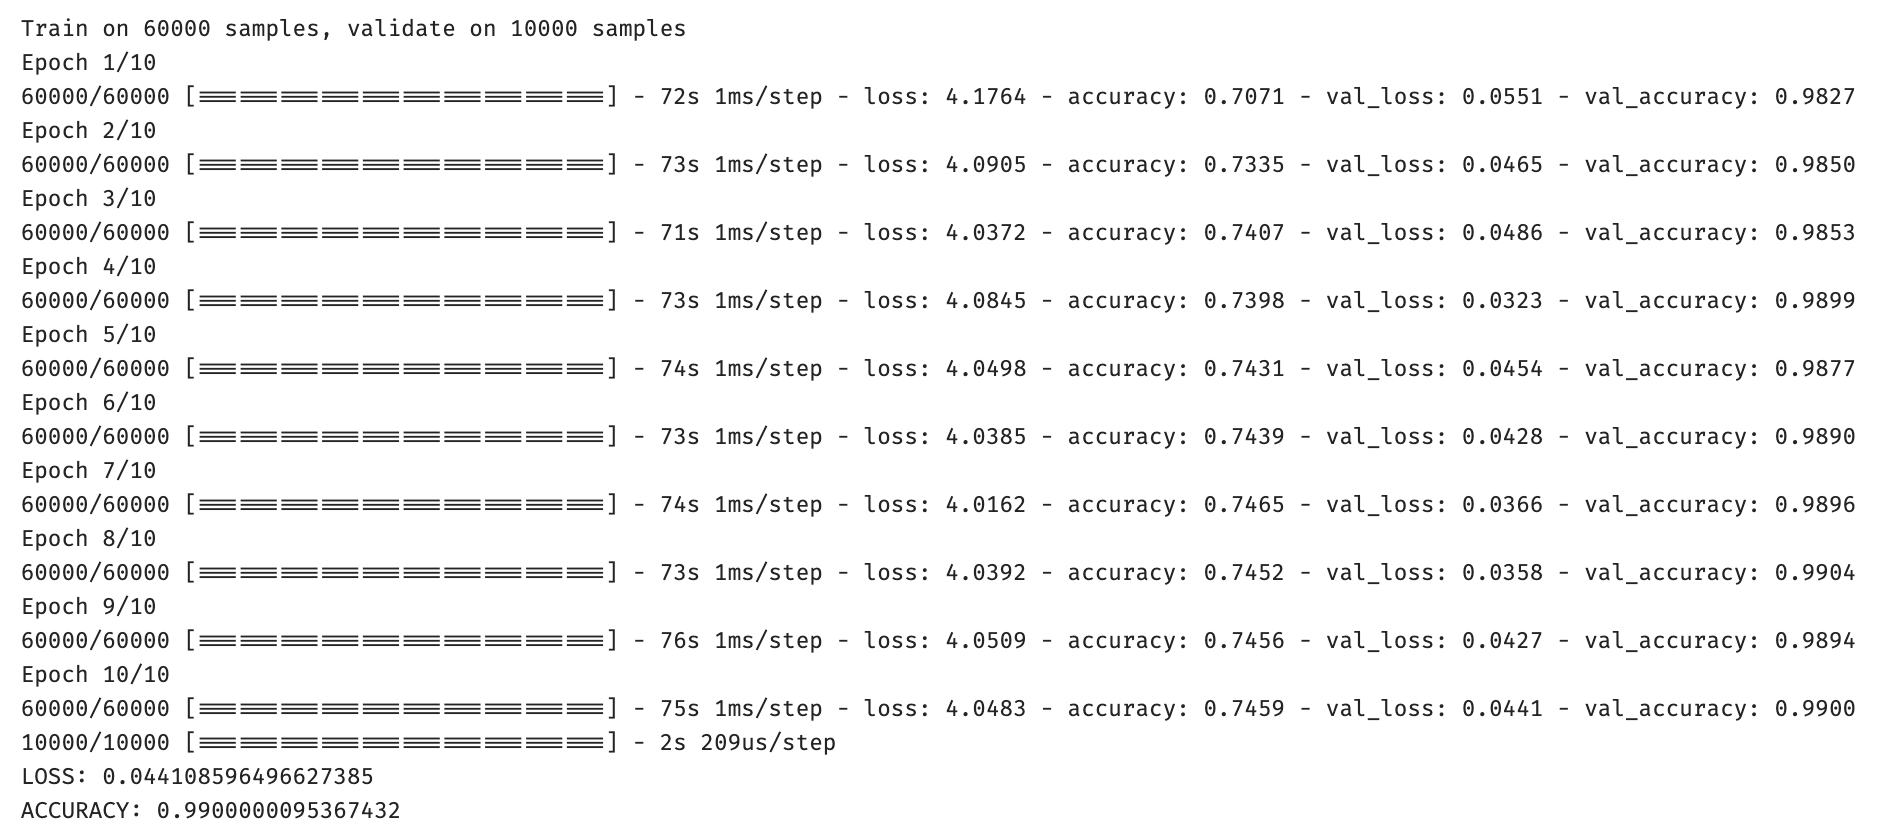 Train on 60000 samples, validate on 10000 samples
Epoch 1/10
60000/60000 [==============================] - 72s 1ms/step - loss: 4.1764 - accuracy: 0.7071 - val_loss: 0.0551 - val_accuracy: 0.9827
Epoch 2/10
60000/60000 [==============================] - 73s 1ms/step - loss: 4.0905 - accuracy: 0.7335 - val_loss: 0.0465 - val_accuracy: 0.9850
Epoch 3/10
60000/60000 [==============================] - 71s 1ms/step - loss: 4.0372 - accuracy: 0.7407 - val_loss: 0.0486 - val_accuracy: 0.9853
Epoch 4/10
60000/60000 [==============================] - 73s 1ms/step - loss: 4.0845 - accuracy: 0.7398 - val_loss: 0.0323 - val_accuracy: 0.9899
Epoch 5/10
60000/60000 [==============================] - 74s 1ms/step - loss: 4.0498 - accuracy: 0.7431 - val_loss: 0.0454 - val_accuracy: 0.9877
Epoch 6/10
60000/60000 [==============================] - 73s 1ms/step - loss: 4.0385 - accuracy: 0.7439 - val_loss: 0.0428 - val_accuracy: 0.9890
Epoch 7/10
60000/60000 [==============================] - 74s 1ms/step - loss: 4.0162 - accuracy: 0.7465 - val_loss: 0.0366 - val_accuracy: 0.9896
Epoch 8/10
60000/60000 [==============================] - 73s 1ms/step - loss: 4.0392 - accuracy: 0.7452 - val_loss: 0.0358 - val_accuracy: 0.9904
Epoch 9/10
60000/60000 [==============================] - 76s 1ms/step - loss: 4.0509 - accuracy: 0.7456 - val_loss: 0.0427 - val_accuracy: 0.9894
Epoch 10/10
60000/60000 [==============================] - 75s 1ms/step - loss: 4.0483 - accuracy: 0.7459 - val_loss: 0.0441 - val_accuracy: 0.9900
10000/10000 [==============================] - 2s 209us/step
LOSS: 0.044108596496627385
ACCURACY: 0.9900000095367432